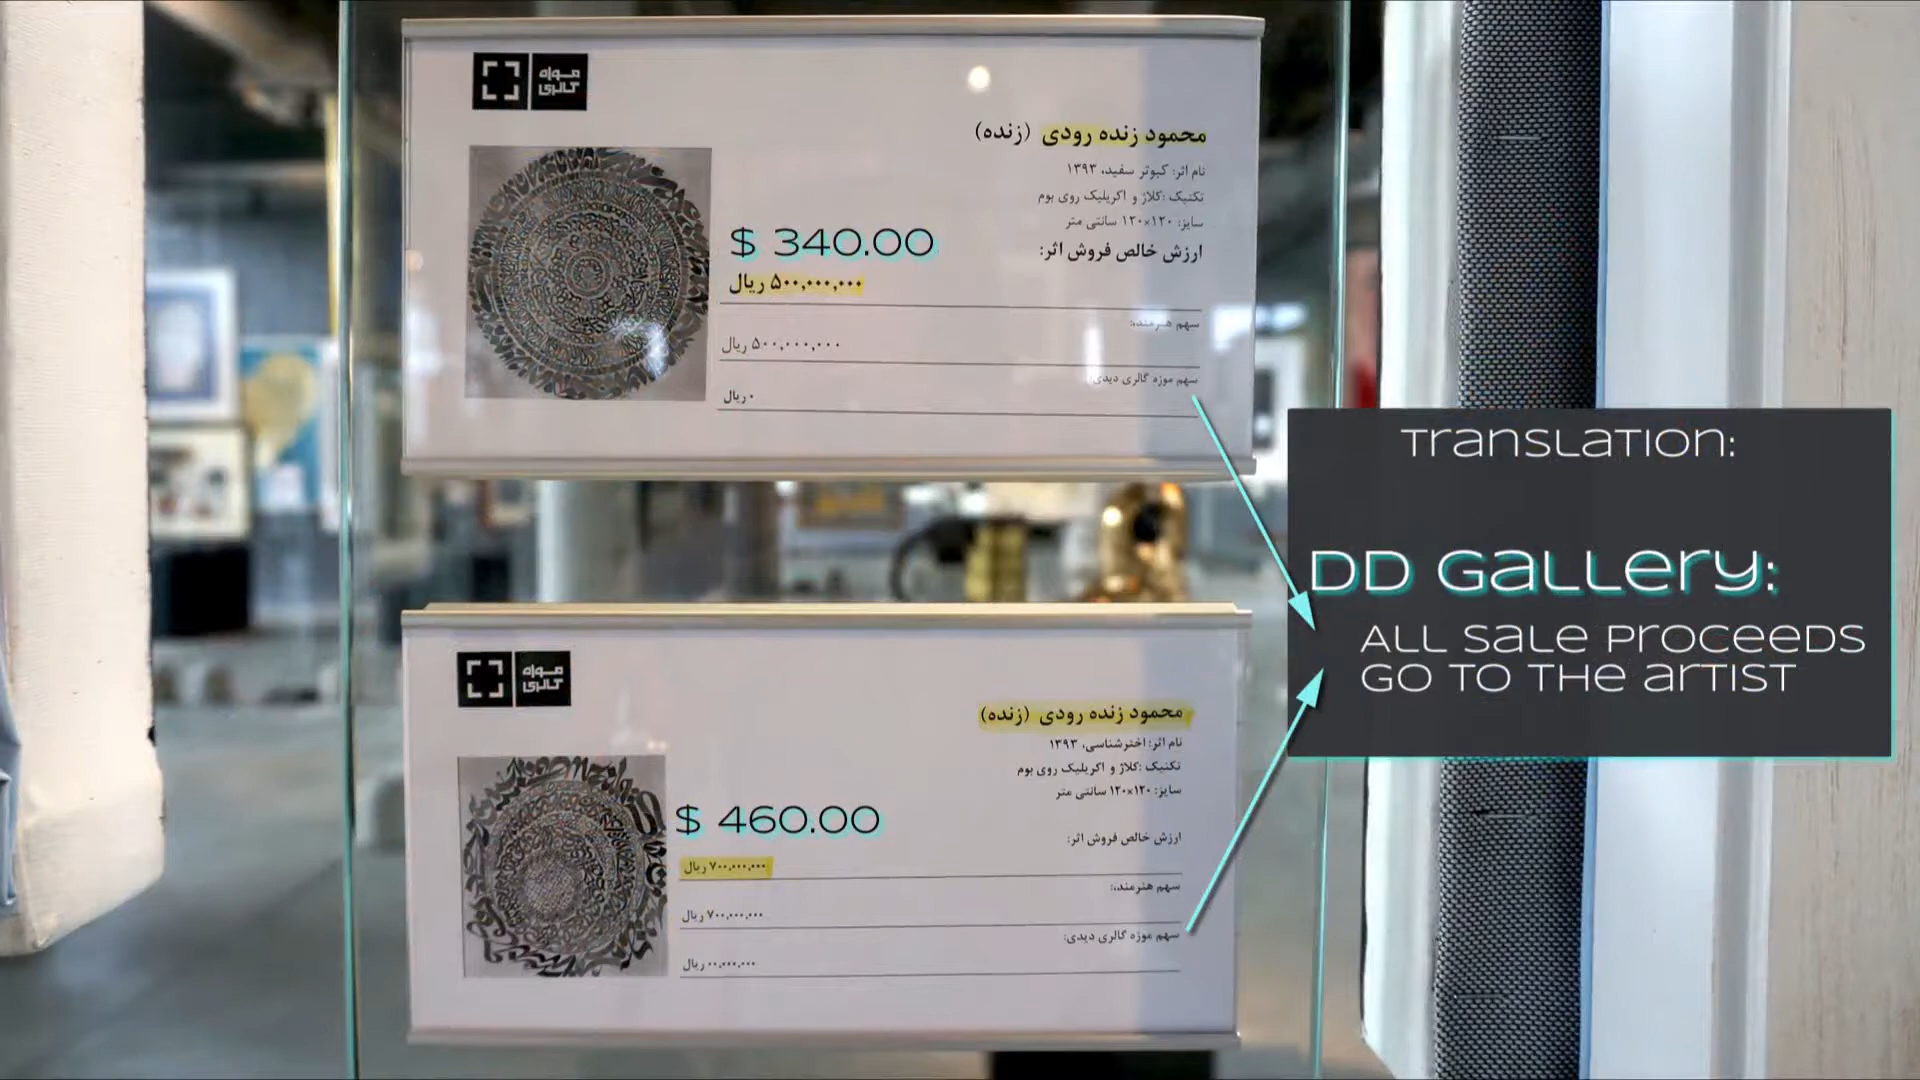 موزه
گالری
محمود زنده رودی (زنده)
نام اثر: کبوتر سفید، ۱۳۹۳
تکنیک :کلاژ و اکریلیک روی بوم
سایز: ۱۲۰×۱۲۰ سانتی متر
$ 340.00
ارزش خالص فروش اثر:
۵۰۰,۰۰۰,۰۰۰ ریال
سهم هنرمند:
۵۰۰,۰۰۰,۰۰۰ ریال
سهم موزه گالری دیدی:
۰ ریال
Translation:
DD Gallery:
All sale proceeds
go to the artist
موزه
گالری
محمود زنده رودی (زنده)
نام اثر: اخترشناسی، ۱۳۹۳
تکنیک :کلاژ و اکریلیک روی بوم
سایز: ۱۲۰×۱۲۰ سانتی متر
$ 460.00
ارزش خالص فروش اثر:
۷۰۰,۰۰۰,۰۰۰ ریال
سهم هنرمند:
۷۰۰,۰۰۰,۰۰۰ ریال
سهم موزه گالری دیدی:
۰۰,۰۰۰,۰۰۰ ریال